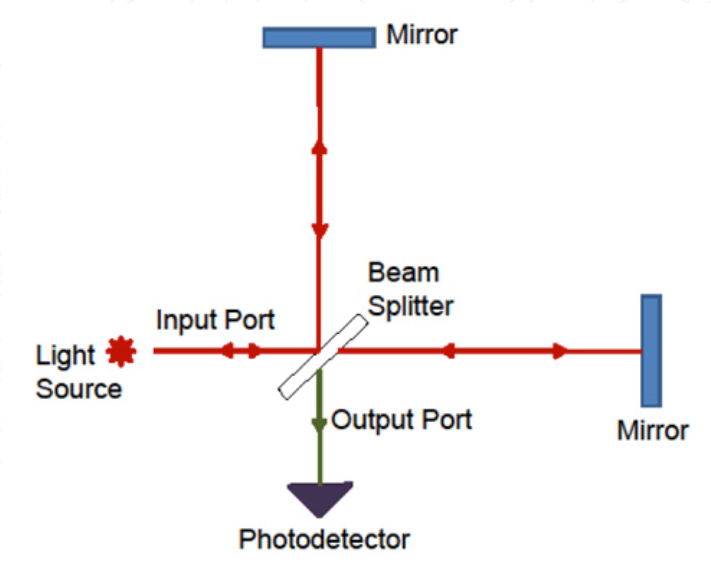 Mirror
Beam
Splitter
Input Port
Light
Source
Output Port
Mirror
Photodetector